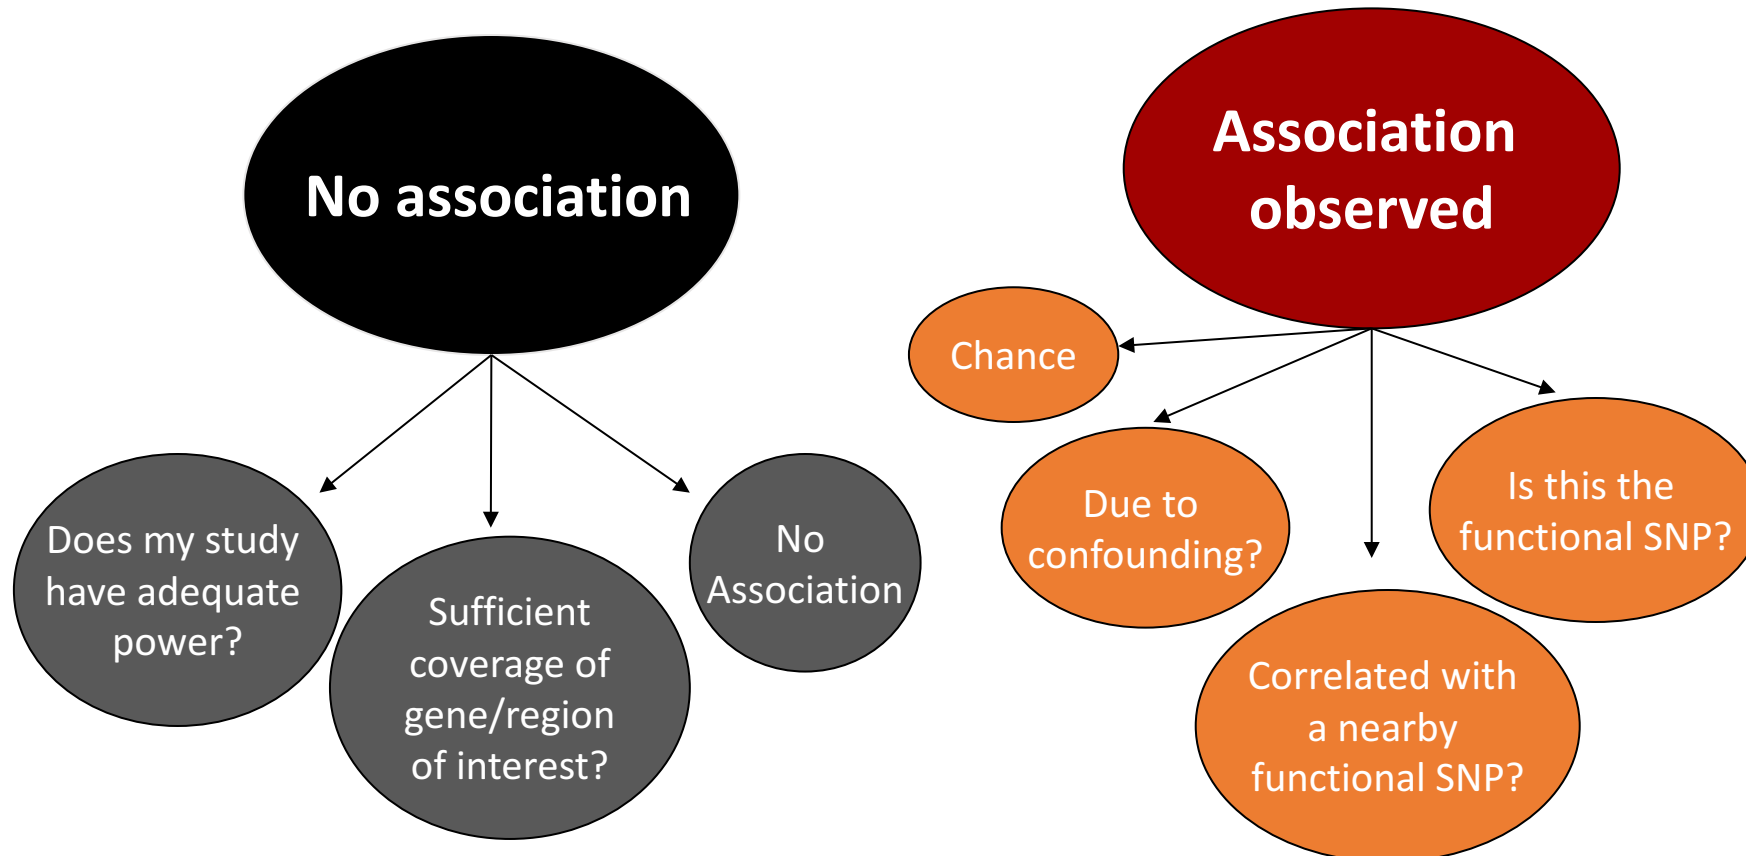 No association
Does my study
have adequate
power?
Sufficient
coverage of
gene/region
of interest?
No
Association
Association
observed
Chance
Due to
confounding?
Correlated with
a nearby
functional SNP?
Is this the
functional SNP?